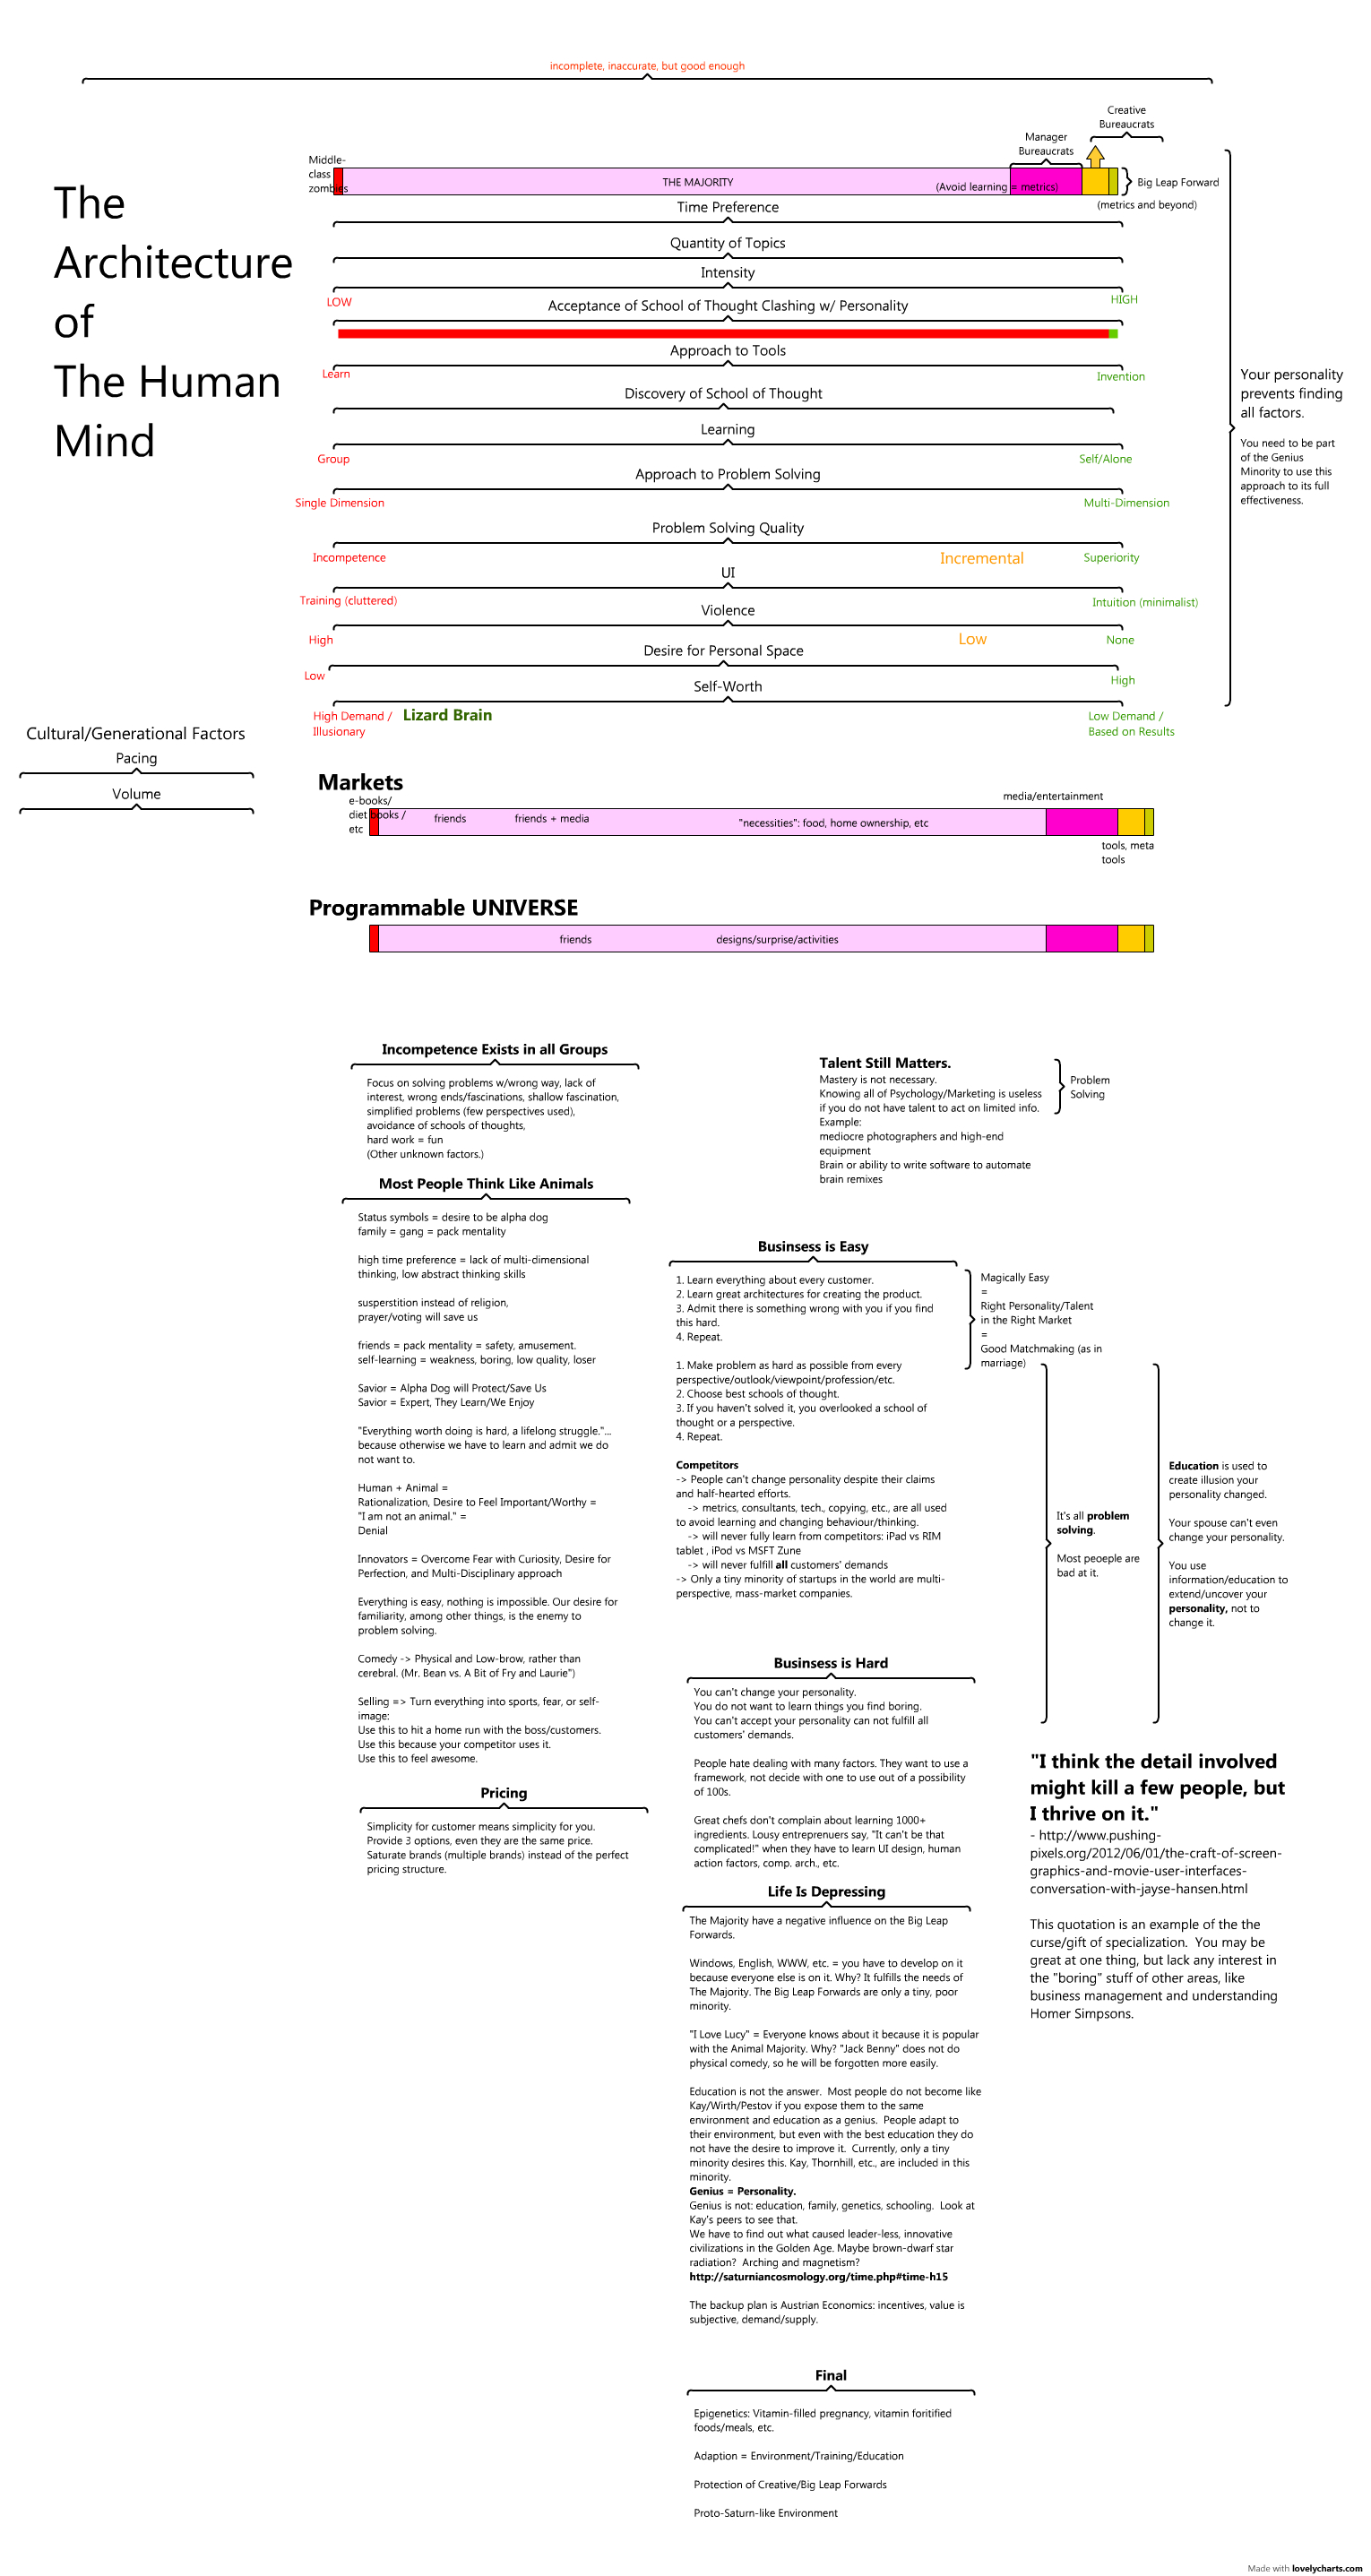 incomplete, inaccurate, but good enough
The
Architecture
of
The Human
Mind
Creative
Bureaucrats
Manager
Bureaucrats
Middle-
class
zombies
THE MAJORITY
(Avoid learning = metrics)
Big Leap Forward
(metrics and beyond)
Time Preference
Quantity of Topics
Intensity
LOW
HIGH
Acceptance of School of Thought Clashing w/ Personality
Approach to Tools
Learn
Invention
Discovery of School of Thought
Learning
Group
Self/Alone
Approach to Problem Solving
Single Dimension
Multi-Dimension
Problem Solving Quality
Incompetence
Incremental
Superiority
UI
Training (cluttered)
Intuition (minimalist)
Violence
High
Low
None
Desire for Personal Space
Low
High
Self-Worth
High Demand /
Illusionary
Lizard Brain
Low Demand /
Based on Results
Your personality
prevents finding
all factors.
You need to be part
of the Genius
Minority to use this
approach to its full
effectiveness.
Cultural/Generational Factors
Pacing
Volume
Markets
e-books/
diet books /
etc
friends
friends + media
"necessities": food, home ownership, etc
media/entertainment
tools, meta
tools
Programmable UNIVERSE
friends
designs/surprise/activities
Incompetence Exists in all Groups
Focus on solving problems w/wrong way, lack of
interest, wrong ends/fascinations, shallow fascination,
simplified problems (few perspectives used),
avoidance of schools of thoughts,
hard work = fun
(Other unknown factors.)
Talent Still Matters.
Mastery is not necessary.
Knowing all of Psychology/Marketing is useless
if you do not have talent to act on limited info.
Example:
mediocre photographers and high-end
equipment
Brain or ability to write software to automate
brain remixes
Problem
Solving
Most People Think Like Animals
Status symbols = desire to be alpha dog
family = gang = pack mentality
high time preference = lack of multi-dimensional
thinking, low abstract thinking skills
susperstition instead of religion,
prayer/voting will save us
friends = pack mentality = safety, amusement.
self-learning = weakness, boring, low quality, loser
Savior = Alpha Dog will Protect/Save Us
Savior = Expert, They Learn/We Enjoy
"Everything worth doing is hard, a lifelong struggle."...
because otherwise we have to learn and admit we do
not want to.
Human + Animal =
Rationalization, Desire to Feel Important/Worthy =
"I am not an animal." =
Denial
Innovators = Overcome Fear with Curiosity, Desire for
Perfection, and Multi-Disciplinary approach
Everything is easy, nothing is impossible. Our desire for
familiarity, among other things, is the enemy to
problem solving.
Comedy -> Physical and Low-brow, rather than
cerebral. (Mr. Bean vs. A Bit of Fry and Laurie")
Selling => Turn everything into sports, fear, or self-
image:
Use this to hit a home run with the boss/customers.
Use this because your competitor uses it.
Use this to feel awesome.
Pricing
Simplicity for customer means simplicity for you.
Provide 3 options, even they are the same price.
Saturate brands (multiple brands) instead of the perfect
pricing structure.
Businsess is Easy
1. Learn everything about every customer.
2. Learn great architectures for creating the product.
3. Admit there is something wrong with you if you find
this hard.
4. Repeat.
1. Make problem as hard as possible from every
perspective/outlook/viewpoint/profession/etc.
2. Choose best schools of thought.
3. If you haven't solved it, you overlooked a school of
thought or a perspective.
4. Repeat.
Competitors
-> People can't change personality despite their claims
and half-hearted efforts.
-> metrics, consultants, tech., copying, etc., are all used
to avoid learning and changing behaviour/thinking.
-> will never fully learn from competitors: iPad vs RIM
tablet , iPod vs MSFT Zune
-> will never fulfill all customers' demands
-> Only a tiny minority of startups in the world are multi-
perspective, mass-market companies.
Magically Easy
=
Right Personality/Talent
in the Right Market
=
Good Matchmaking (as in
marriage)
It's all problem
solving.
Most peoeple are
bad at it.
Education is used to
create illusion your
personality changed.
Your spouse can't even
change your personality.
You use
information/education to
extend/uncover your
personality, not to
change it.
Businsess is Hard
You can't change your personality.
You do not want to learn things you find boring.
You can't accept your personality can not fulfill all
customers' demands.
People hate dealing with many factors. They want to use a
framework, not decide with one to use out of a possibility
of 100s.
Great chefs don't complain about learning 1000+
ingredients. Lousy entreprenuers say, "It can't be that
complicated!" when they have to learn UI design, human
action factors, comp. arch., etc.
Life Is Depressing
The Majority have a negative influence on the Big Leap
Forwards.
Windows, English, WWW, etc. = you have to develop on it
because everyone else is on it. Why? It fulfills the needs of
The Majority. The Big Leap Forwards are only a tiny, poor
minority.
"I Love Lucy" = Everyone knows about it because it is popular
with the Animal Majority. Why? "Jack Benny" does not do
physical comedy, so he will be forgotten more easily.
Education is not the answer. Most people do not become like
Kay/Wirth/Pestov if you expose them to the same
environment and education as a genius. People adapt to
their environment, but even with the best education they do
not have the desire to improve it. Currently, only a tiny
minority desires this. Kay, Thornhill, etc., are included in this
minority.
Genius = Personality.
Genius is not: education, family, genetics, schooling. Look at
Kay's peers to see that.
We have to find out what caused leader-less, innovative
civilizations in the Golden Age. Maybe brown-dwarf star
radiation? Arching and magnetism?
http://saturniancosmology.org/time.php#time-h15
The backup plan is Austrian Economics: incentives, value is
subjective, demand/supply.
"I think the detail involved
might kill a few people, but
I thrive on it."
- http://www.pushing-
pixels.org/2012/06/01/the-craft-of-screen-
graphics-and-movie-user-interfaces-
conversation-with-jayse-hansen.html
This quotation is an example of the the
curse/gift of specialization. You may be
great at one thing, but lack any interest in
the "boring" stuff of other areas, like
business management and understanding
Homer Simpsons.
Final
Epigenetics: Vitamin-filled pregnancy, vitamin foritified
foods/meals, etc.
Adaption = Environment/Training/Education
Protection of Creative/Big Leap Forwards
Proto-Saturn-like Environment
Made with lovelycharts.com